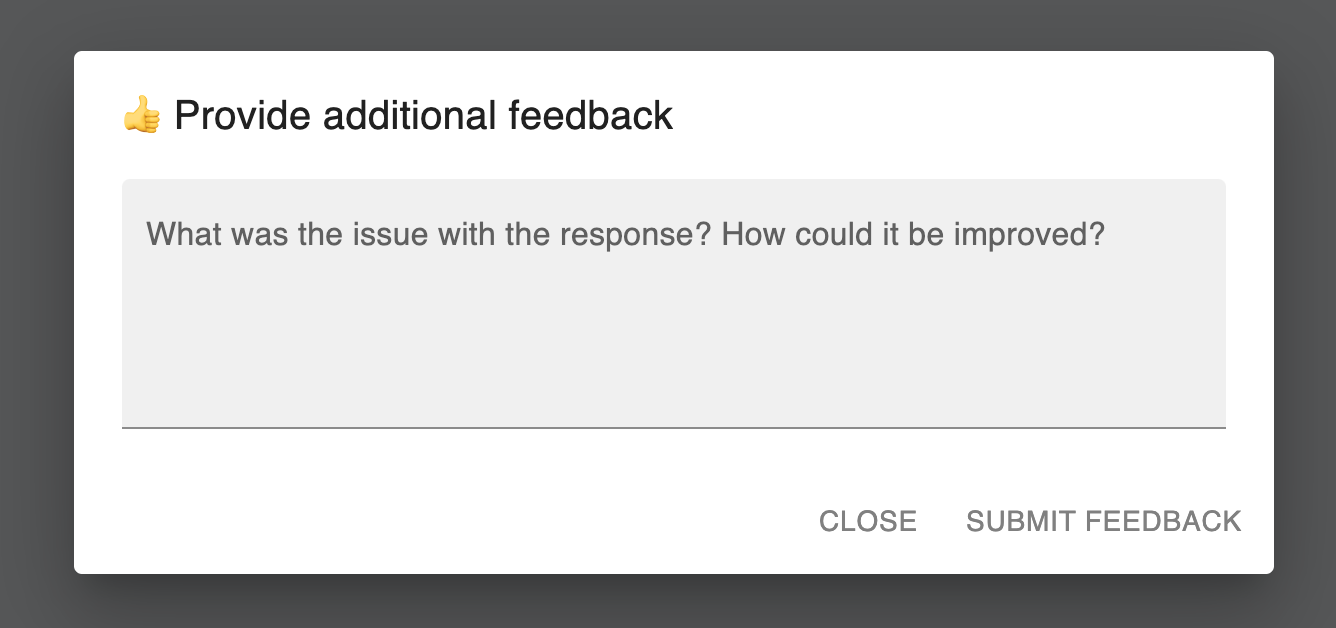 👍 Provide additional feedback
What was the issue with the response? How could it be improved?
CLOSE SUBMIT FEEDBACK